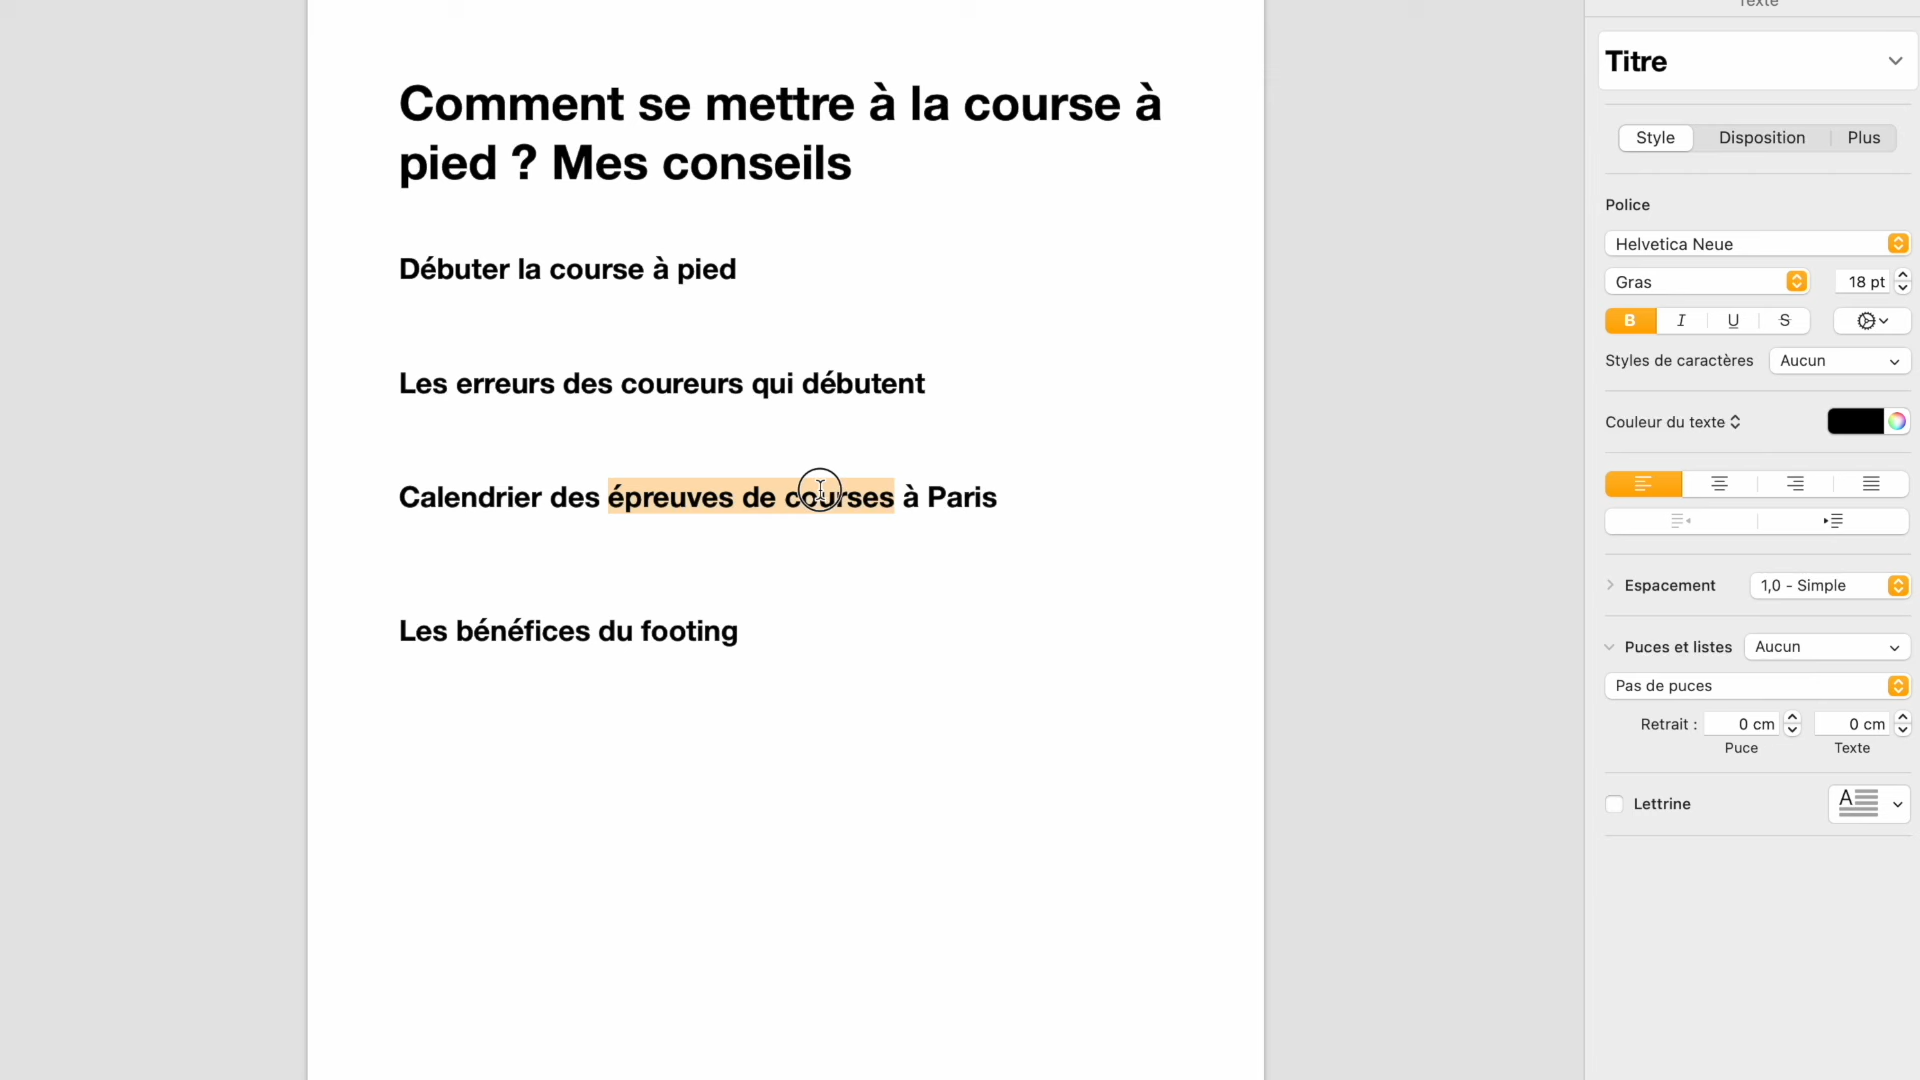 Texte
Comment se mettre à la course à
pied ? Mes conseils
Débuter la course à pied
Les erreurs des coureurs qui débutent
Calendrier des épreuves de courses à Paris
Les bénéfices du footing
Titre
Style Disposition Plus
Police
Helvetica Neue
Gras 18 pt
B I U S
Styles de caractères Aucun
Couleur du texte
Espacement 1,0 - Simple
Puces et listes Aucun
Pas de puces
Retrait : 0 cm 0 cm
Puce Texte
Lettrine A